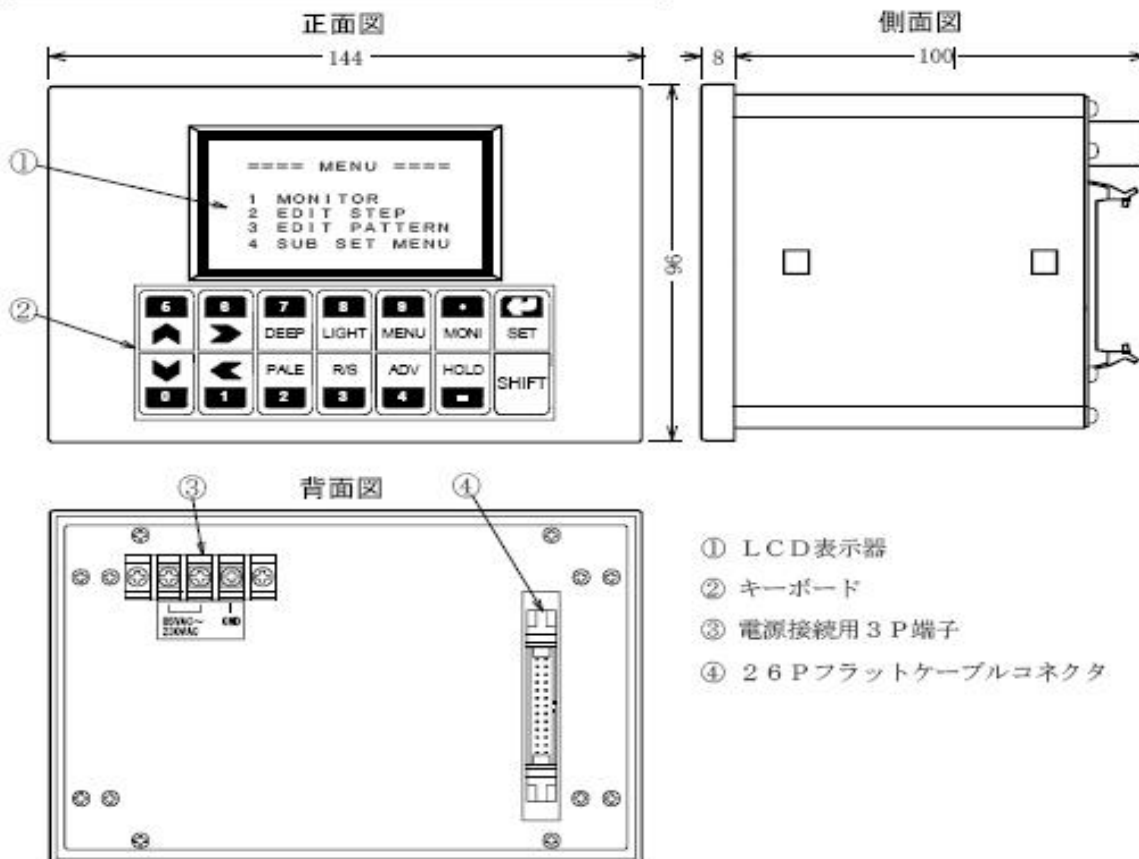 正面図
側面図
144
8
100
96
①
==== MENU ====
1 MONITOR
2 EDIT STEP
3 EDIT PATTERN
4 SUB SET MENU
②
5 6 7 8 9 •
DEEP LIGHT MENU MONI SET
PALE R/S ADV HOLD SHIFT
0 1 2 3 4 -
③
背面図
④
85VAC~
230VAC
GND
① LCD表示器
② キーボード
③ 電源接続用3P端子
④ 26Pフラットケーブルコネクタ